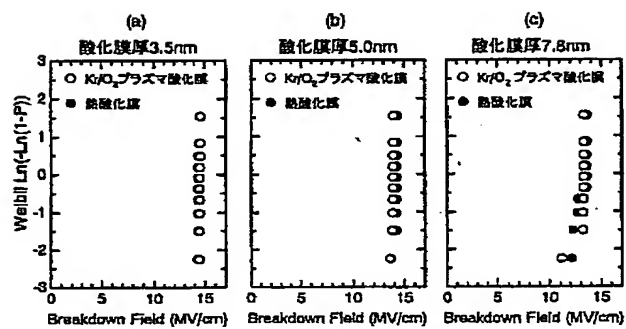 (a)
(b)
(c)
酸化膜厚3.5nm
酸化膜厚5.0nm
酸化膜厚7.8nm
Kr/O2プラズマ酸化膜
熱酸化膜
Kr/O2プラズマ酸化膜
熱酸化膜
Kr/O2プラズマ酸化膜
熱酸化膜
Weibll Ln(-Ln(1-P))
3
2
1
0
-1
-2
-3
0 5 10 15
0 5 10 15
0 5 10 15
Breakdown Field (MV/cm)
Breakdown Field (MV/cm)
Breakdown Field (MV/cm)